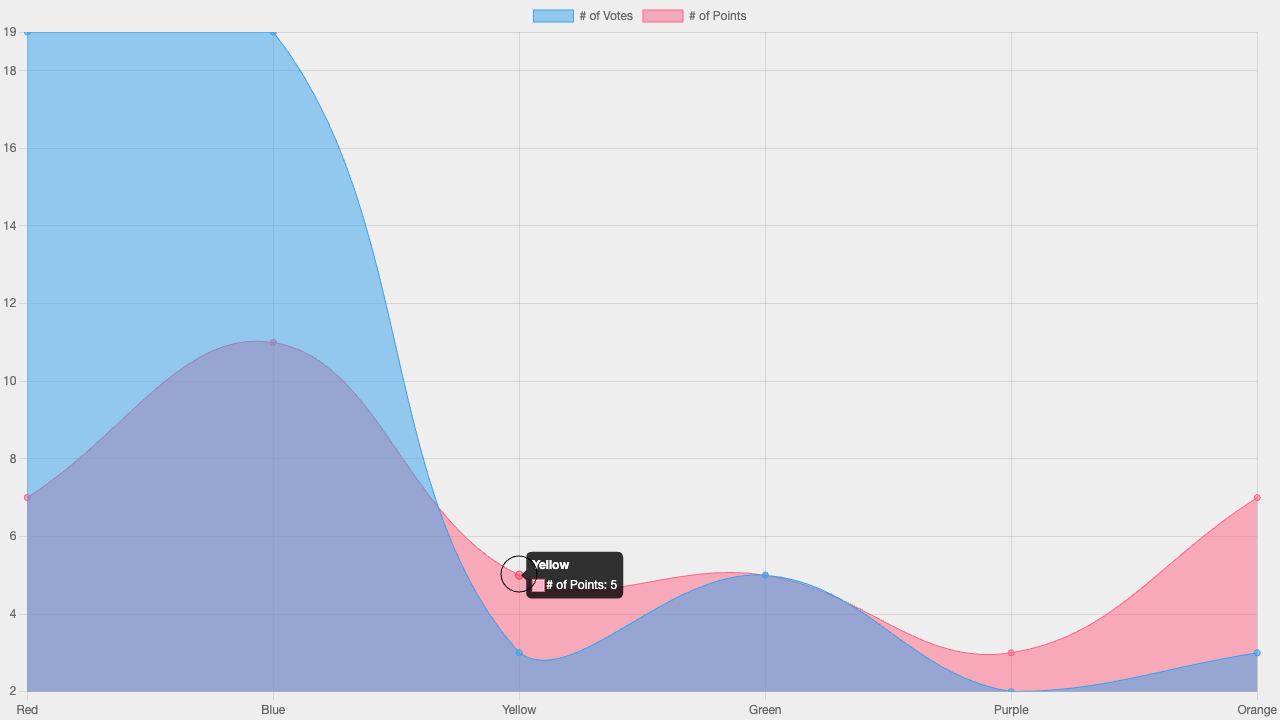 # of Votes # of Points
19
18
16
14
12
10
8
6
4
2
Yellow
# of Points: 5
Red Blue Yellow Green Purple Orange